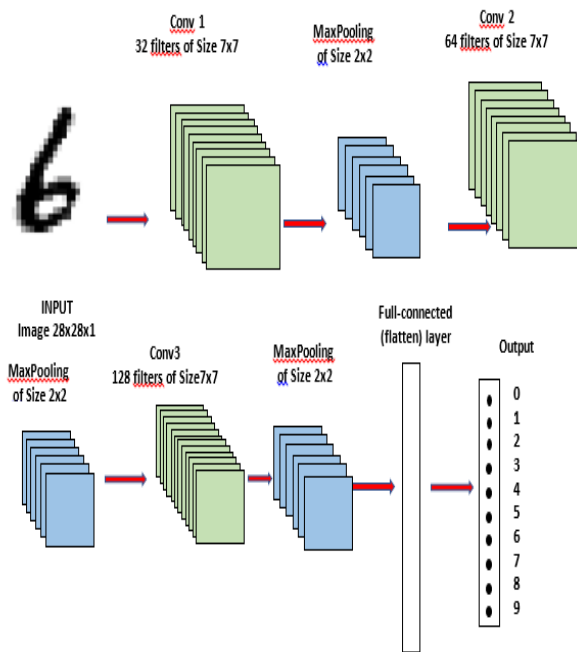 Conv 1
32 filters of Size 7x7
MaxPooling
of Size 2x2
Conv 2
64 filters of Size 7x7
6
INPUT
Image 28x28x1
MaxPooling
of Size 2x2
Conv3
128 filters of Size7x7
MaxPooling
of Size 2x2
Full-connected
(flatten) layer
Output
0
1
2
3
4
5
6
7
8
9